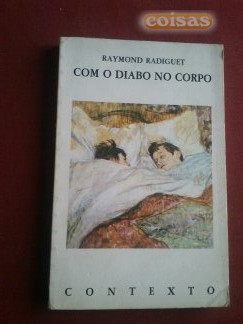 coisas
RAYMOND RADIGUET
COM O DIABO NO CORPO
CONTEXTO